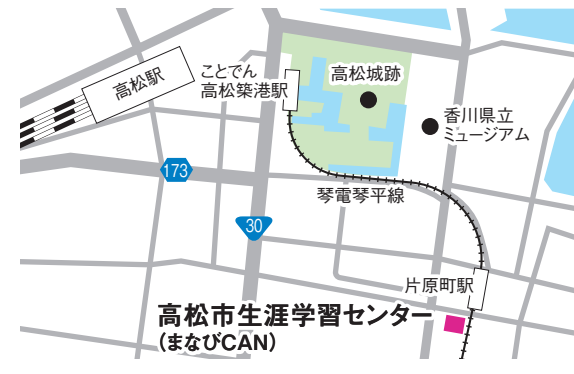 高松駅
ことでん
高松築港駅
高松城跡
香川県立
ミュージアム
173
琴電琴平線
30
片原町駅
高松市生涯学習センター
(まなびCAN)